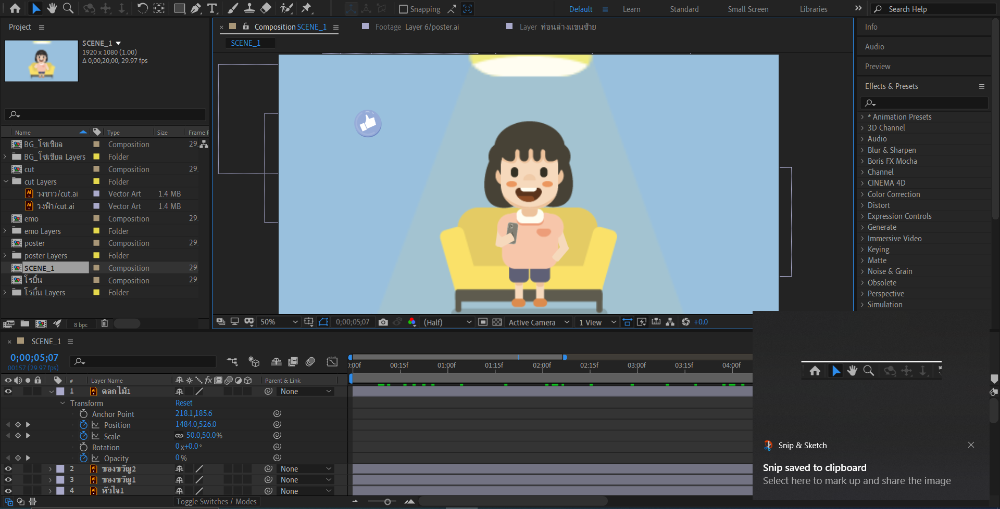 Snapping
Default
Learn
Standard
Small Screen
Libraries
Search Help
Project
SCENE_1
1920 x 1080 (1.00)
Δ 0;00;20;00, 29.97 fps
Name
Type
Size
Frame R
BG_โซเชียล
Composition
29.
BG_โซเชียล Layers
Folder
cut
Composition
29.
cut Layers
Folder
วงขาว/cut.ai
Vector Art
1.4 MB
วงฟ้า/cut.ai
Vector Art
1.4 MB
emo
Composition
29.
emo Layers
Folder
poster
Composition
29.
poster Layers
Folder
SCENE_1
Composition
29.
โรบิ้น
Composition
29.
โรบิ้น Layers
Folder
8 bpc
Composition SCENE_1
Footage Layer 6/poster.ai
Layer ท่อนล่างแขนซ้าย
SCENE_1
50%
0;00;05;07
(Half)
Active Camera
1 View
+0.0
Info
Audio
Preview
Effects & Presets
* Animation Presets
3D Channel
Audio
Blur & Sharpen
Boris FX Mocha
Channel
CINEMA 4D
Color Correction
Distort
Expression Controls
Generate
Immersive Video
Keying
Matte
Noise & Grain
Obsolete
Perspective
Simulation
SCENE_1
0;00;05;07
00157 (29.97 fps)
:00f
00:15f
01:00f
01:15f
02:00f
02:15f
03:00f
03:15f
04:00f
#
Layer Name
Parent & Link
1
ดอกไม้1
None
Transform
Reset
Anchor Point
218.1,185.6
Position
1484.0,526.0
Scale
50.0,50.0%
Rotation
0x+0.0°
Opacity
0%
2
ของขวัญ2
None
3
ของขวัญ1
None
4
หัวใจ1
None
Toggle Switches / Modes
Snip & Sketch
Snip saved to clipboard
Select here to mark up and share the image